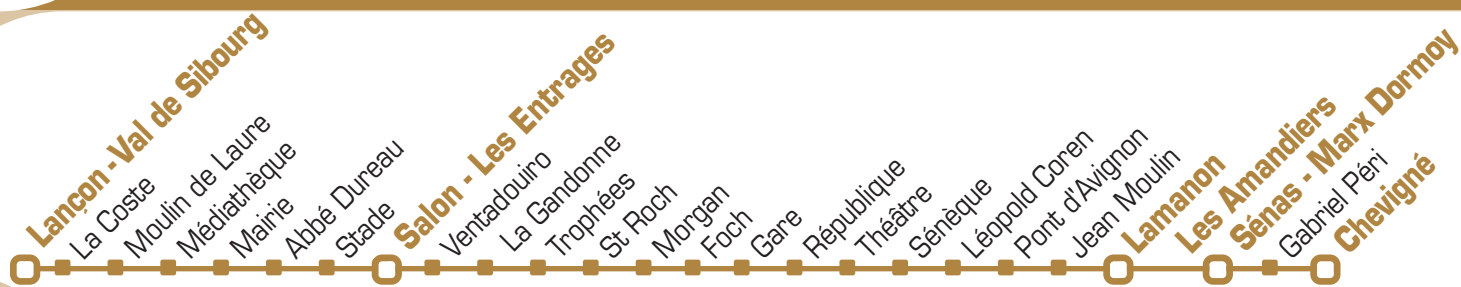 Lançon - Val de Sibourg
La Coste
Moulin de Laure
Médiathèque
Mairie
Abbé Dureau
Stade
Salon - Les Entrages
Ventadouiro
La Gandonne
Trophées
St Roch
Morgan
Foch
Gare
République
Théâtre
Sénèque
Léopold Coren
Pont d'Avignon
Jean Moulin
Lamanon
Les Amandiers
Sénas - Marx Dormoy
Gabriel Péri
Chevigné